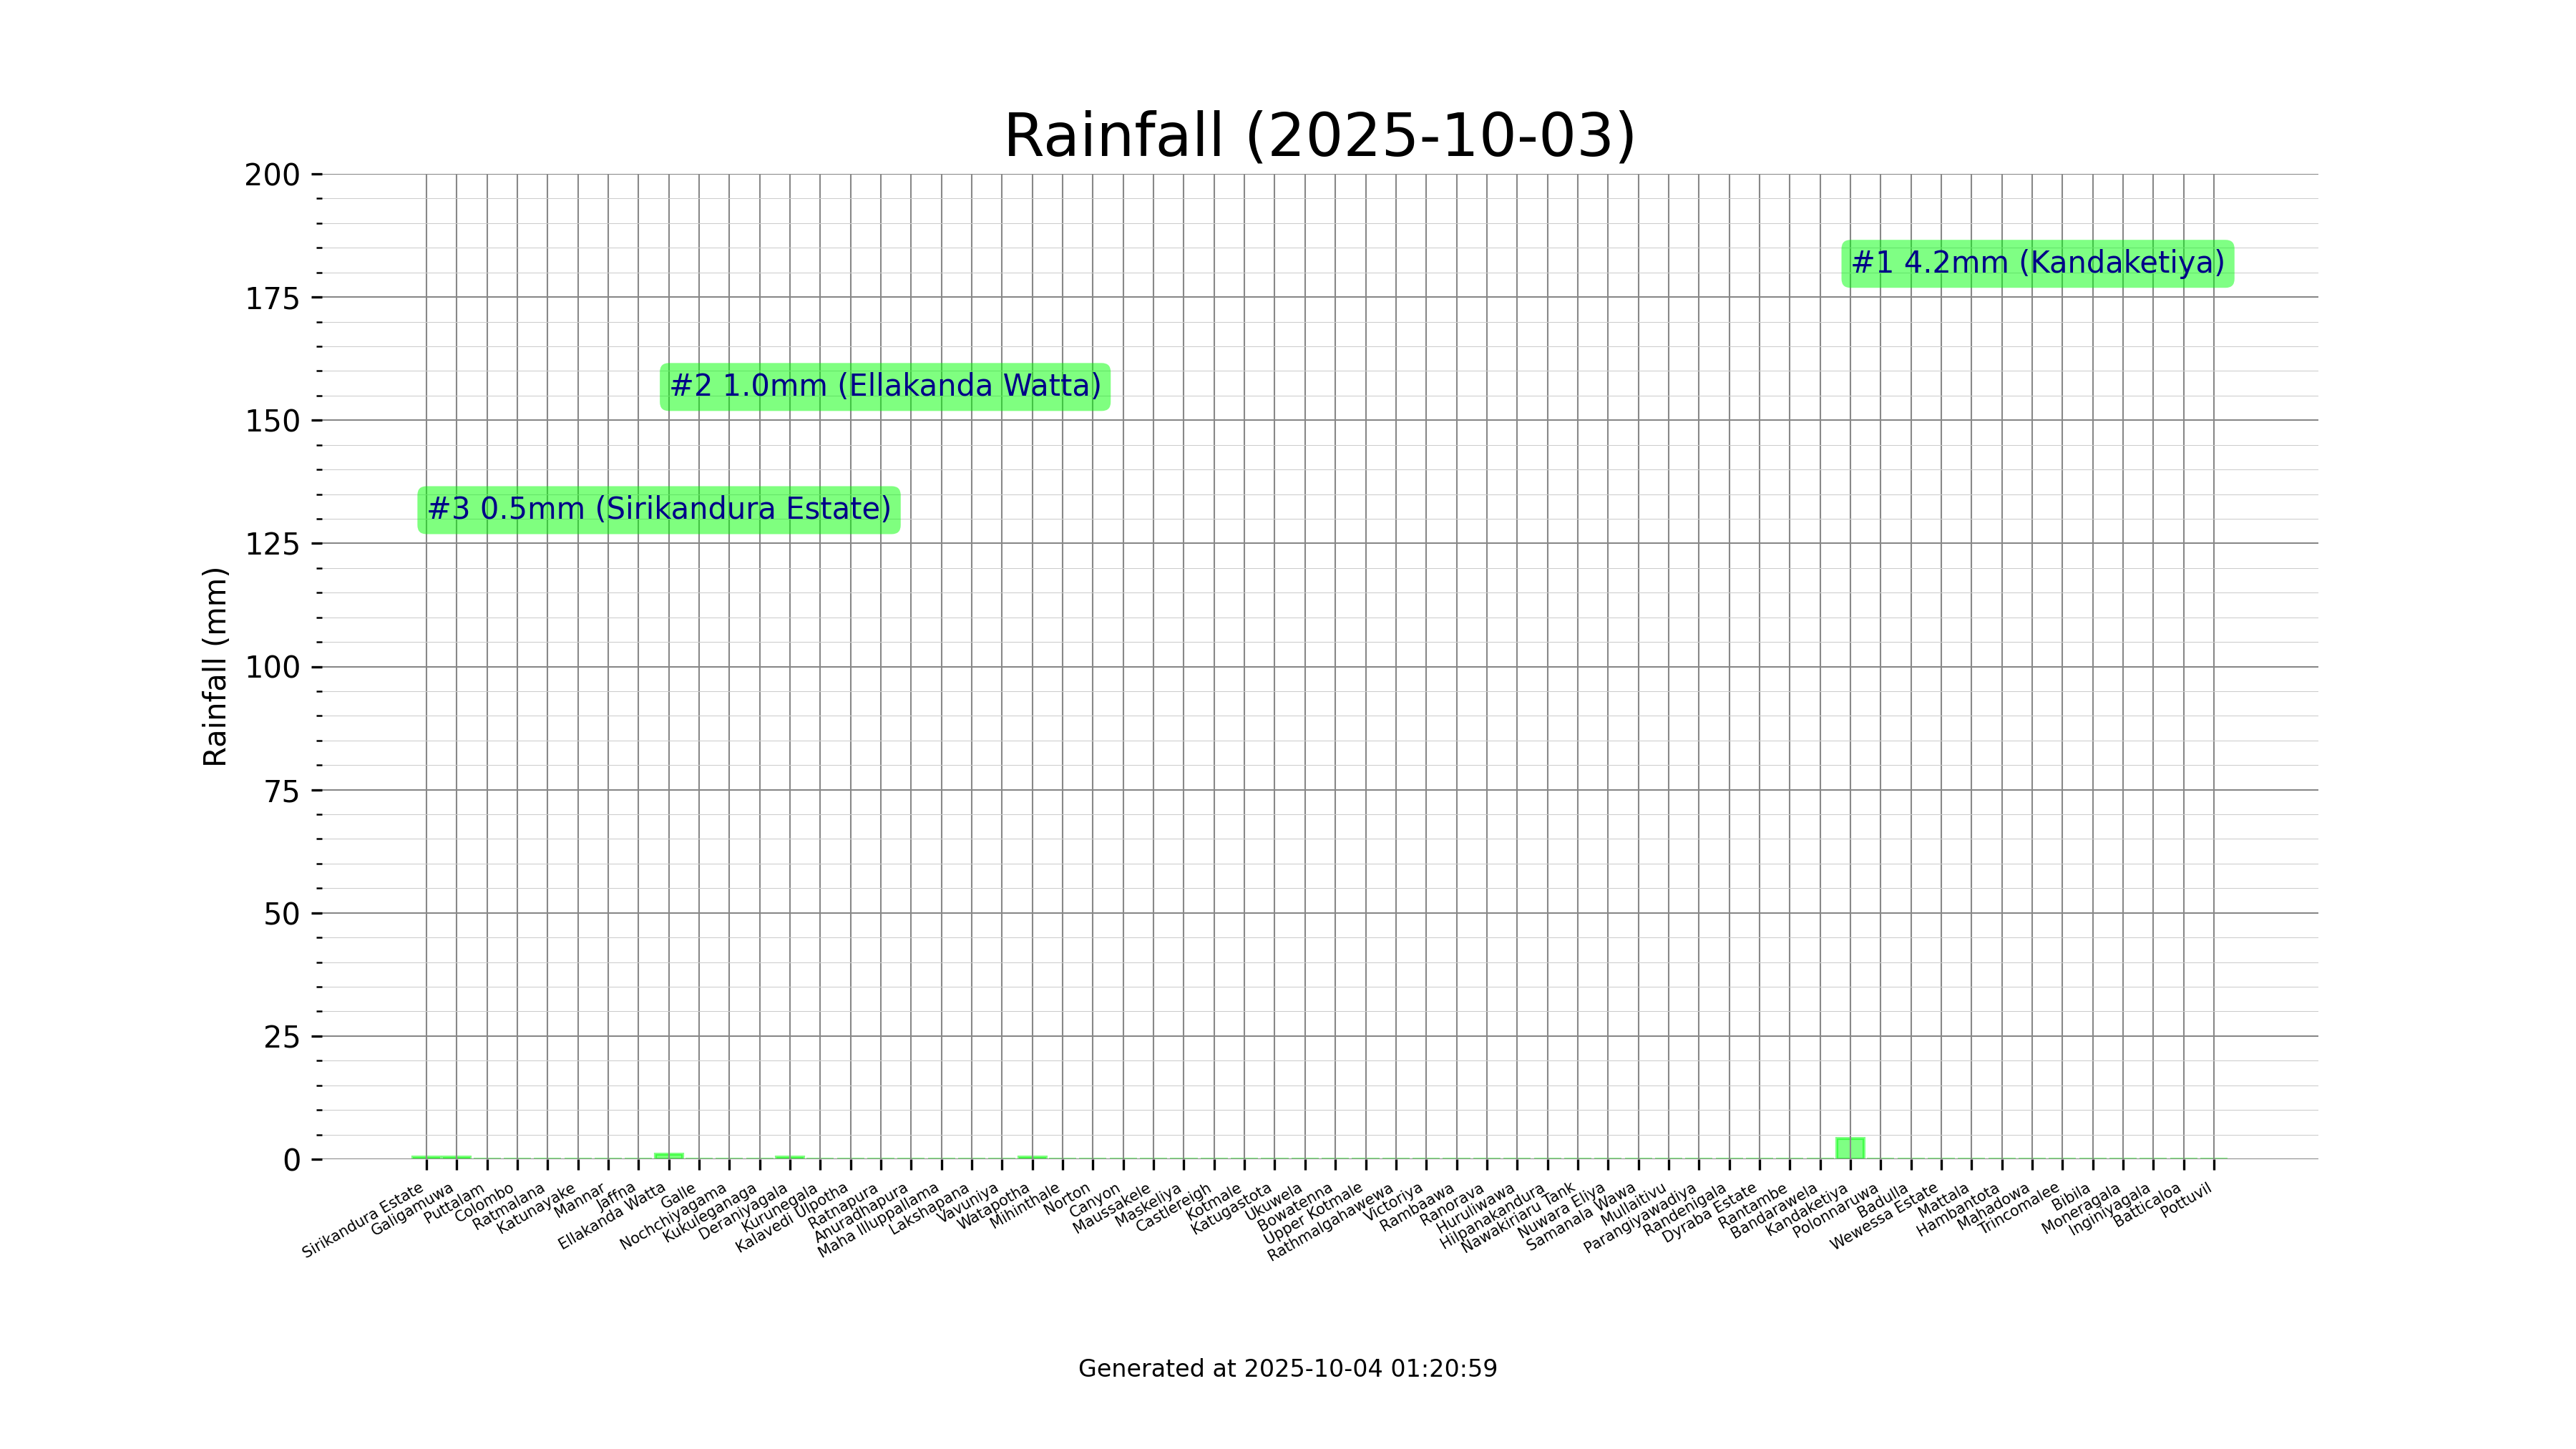 Rainfall (2025-10-03)
200
175
150
125
100
75
50
25
0
Rainfall (mm)
#1 4.2mm (Kandaketiya)
#2 1.0mm (Ellakanda Watta)
#3 0.5mm (Sirikandura Estate)
Sirikandura Estate
Galigamuwa
Puttalam
Colombo
Ratmalana
Katunayake
Mannar
Jaffna
Ellakanda Watta
Galle
Nochchiyagama
Kukuleganaga
Deraniyagala
Kurunegala
Kalavedi Ulpotha
Ratnapura
Anuradhapura
Maha Illuppallama
Lakshapana
Vavuniya
Watapotha
Mihinthale
Norton
Canyon
Maussakele
Maskeliya
Castlereigh
Kotmale
Katugastota
Ukuwela
Bowatenna
Upper Kotmale
Rathmalganawewa
Victoriya
Rambaawa
Ranorava
Huruliwawa
Hilpanakandura
Nawakiriaru Tank
Nuwara Eliya
Samanala Wawa
Mullaitivu
Parangiyawadiya
Randenigala
Dyraba Estate
Rantambe
Bandarawela
Kandaketiya
Polonnaruwa
Badulla
Wewessa Estate
Mattala
Hambantota
Mahadowa
Trincomalee
Bibila
Moneragala
Inginiyagala
Batticaloa
Pottuvil
Generated at 2025-10-04 01:20:59